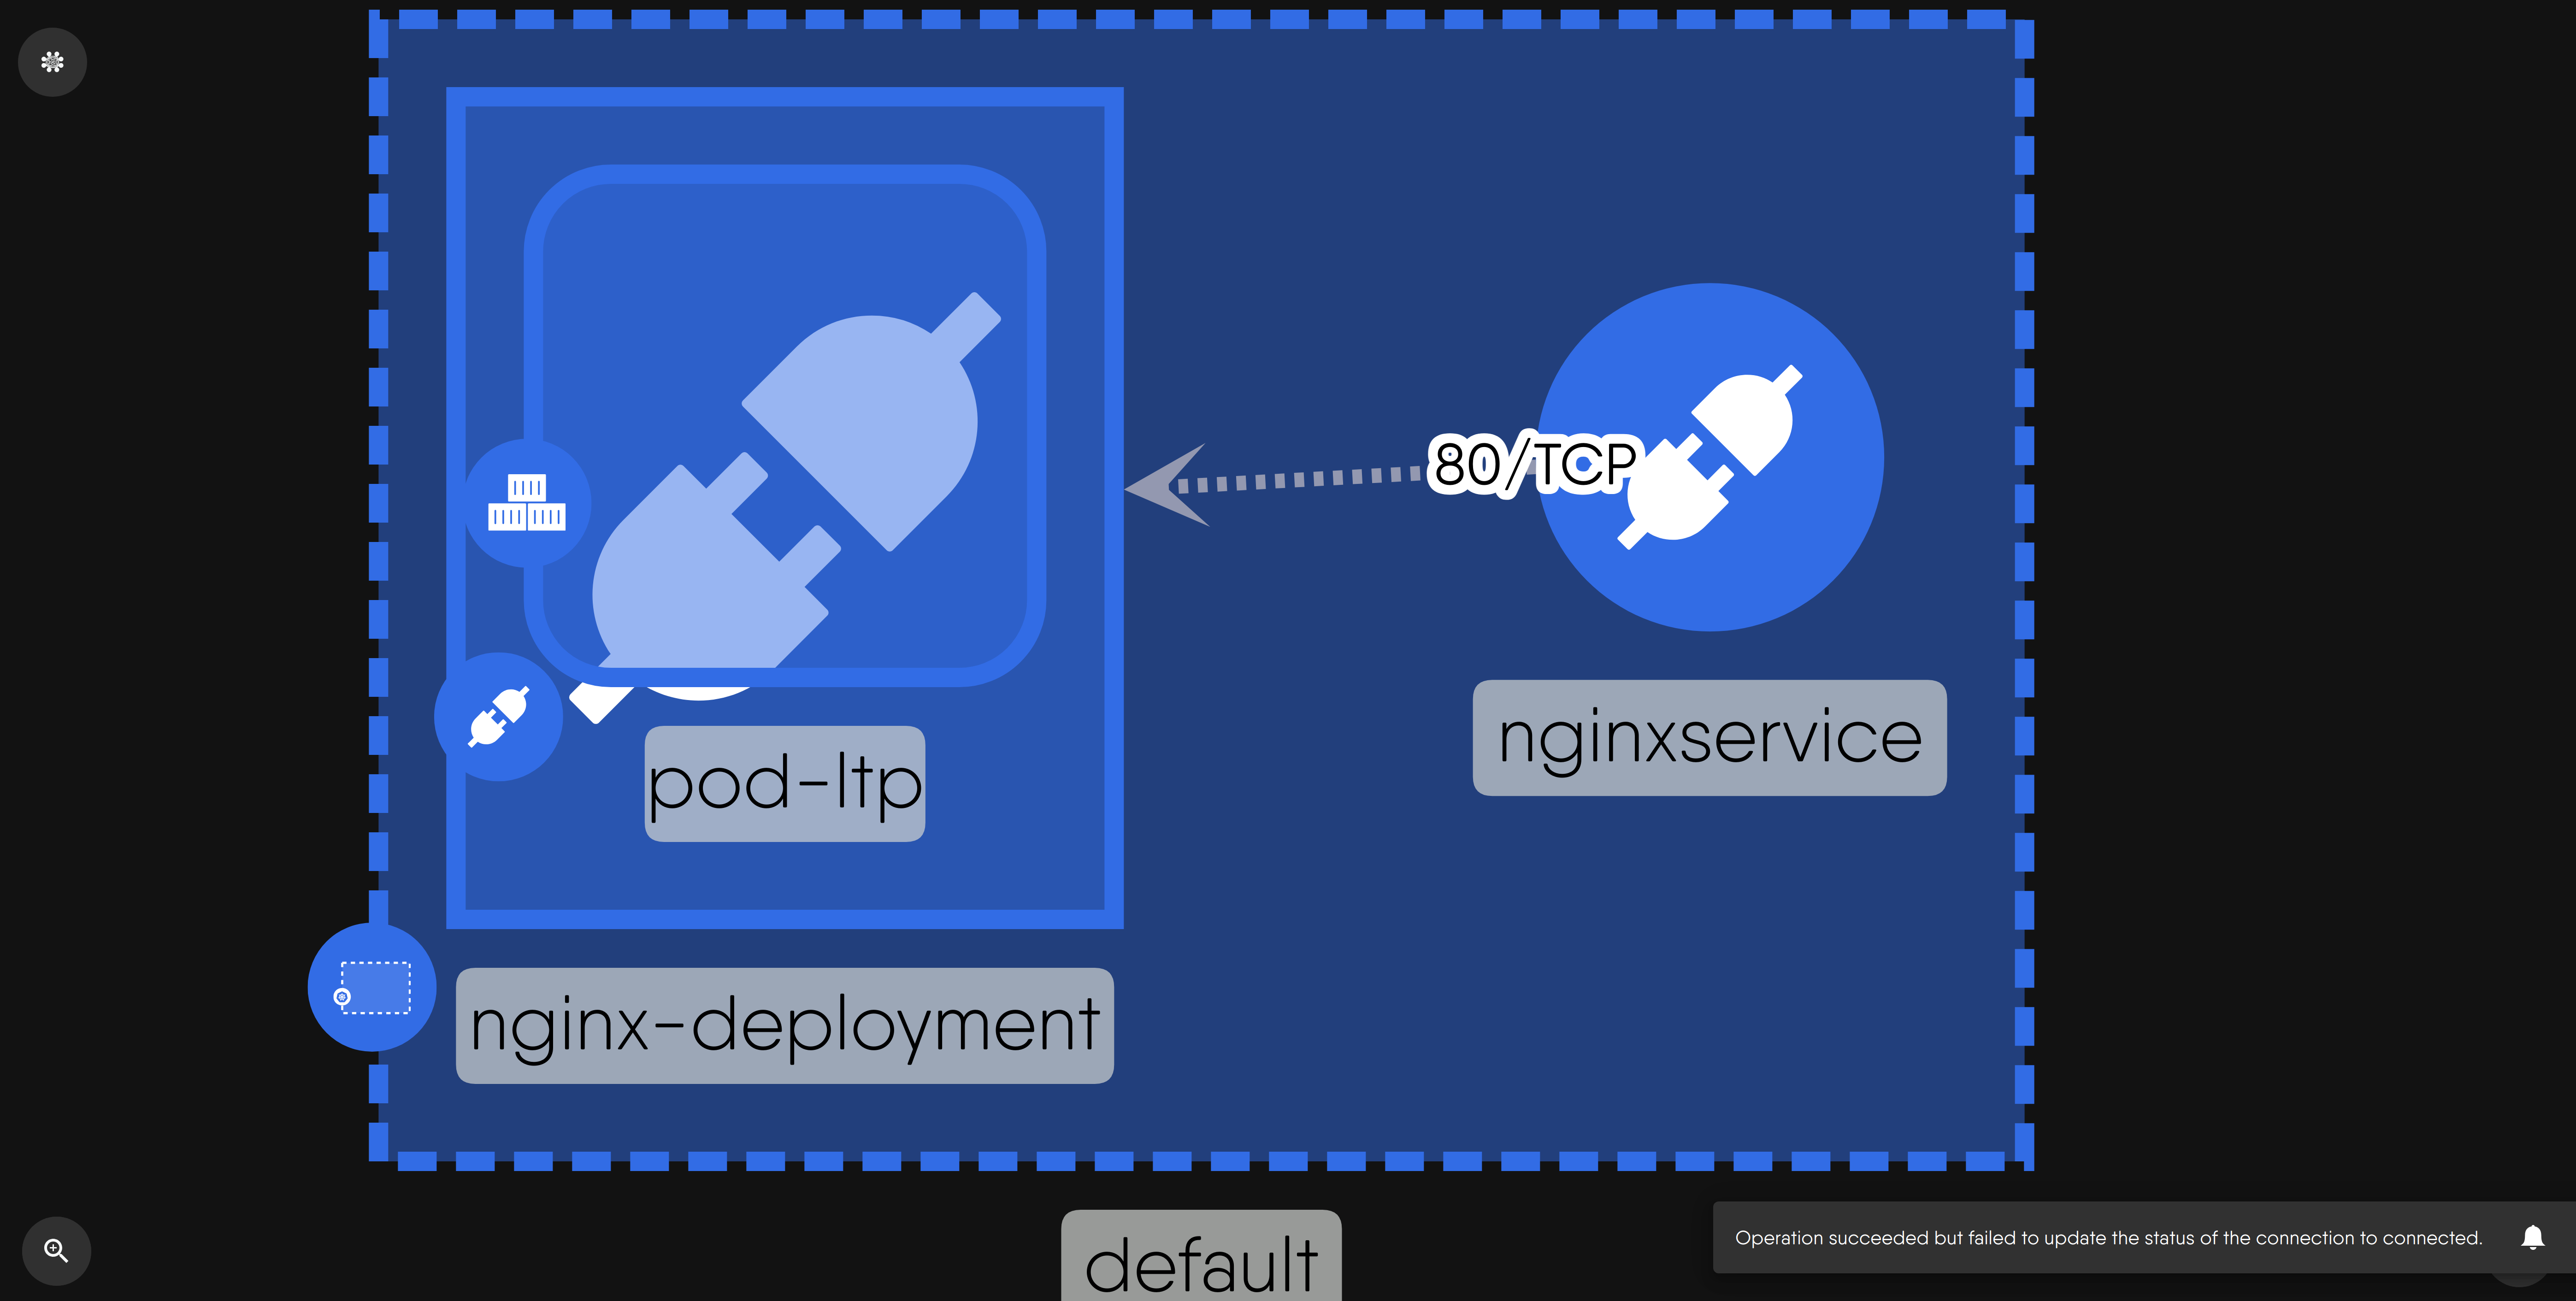 80/TCP
nginxservice
pod-ltp
nginx-deployment
default
Operation succeeded but failed to update the status of the connection to connected.